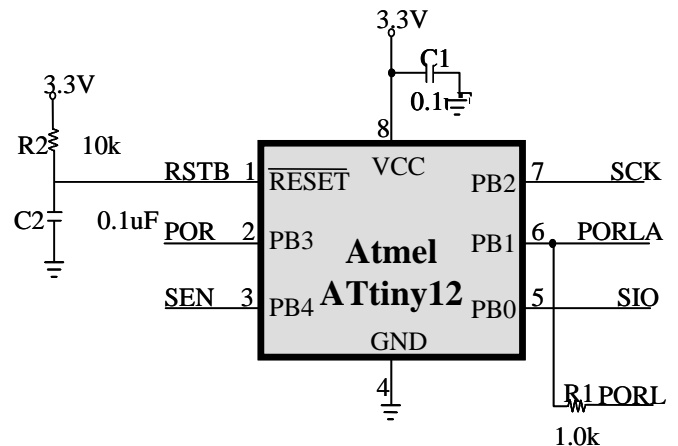 3.3V
C1
0.1uF
3.3V
R2 10k
8
VCC
RSTB 1 RESET
PB2 7 SCK
C2 0.1uF
POR 2 PB3
PB1 6 PORLA
Atmel
ATtiny12
SEN 3 PB4
PB0 5 SIO
GND
4
R1 PORL
1.0k